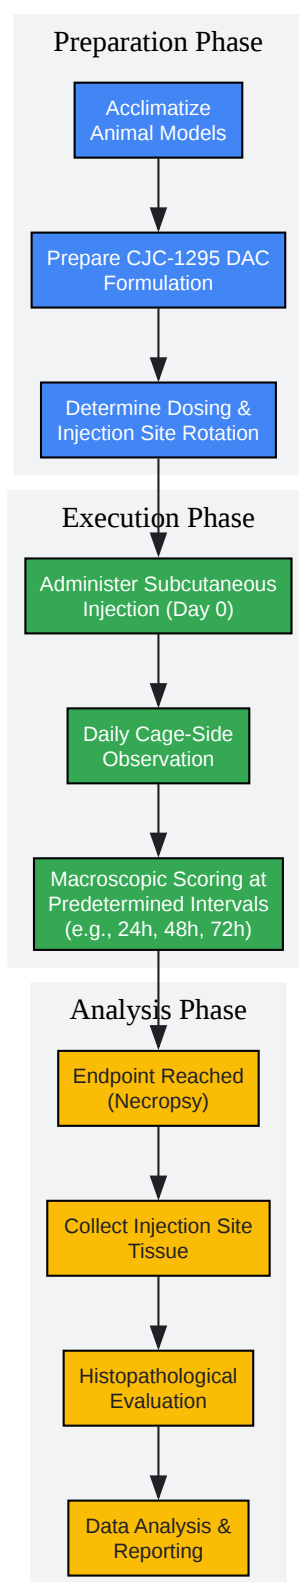 Preparation Phase
Acclimatize
Animal Models
Prepare CJC-1295 DAC
Formulation
Determine Dosing &
Injection Site Rotation
Execution Phase
Administer Subcutaneous
Injection (Day 0)
Daily Cage-Side
Observation
Macroscopic Scoring at
Predetermined Intervals
(e.g., 24h, 48h, 72h)
Analysis Phase
Endpoint Reached
(Necropsy)
Collect Injection Site
Tissue
Histopathological
Evaluation
Data Analysis &
Reporting